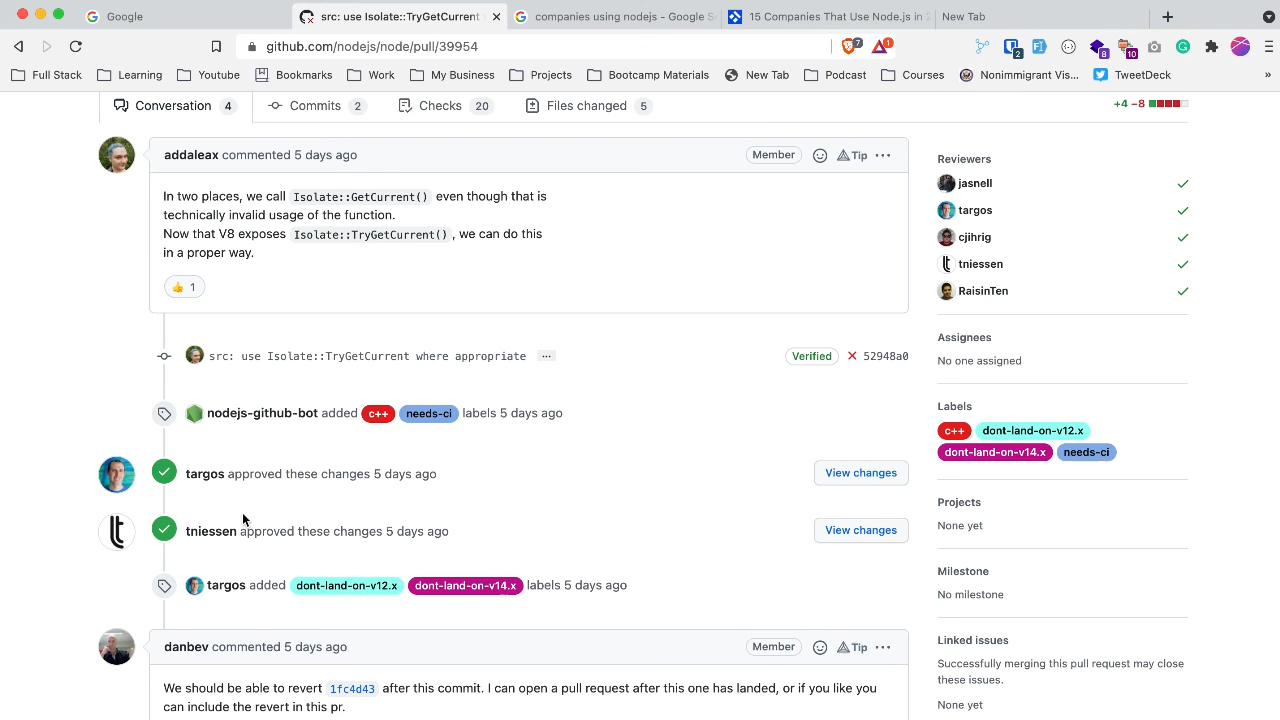 Google
src: use Isolate::TryGetCurrent
companies using nodejs - Google S
15 Companies That Use Node.js in 2
New Tab
github.com/nodejs/node/pull/39954
7
1
2
8
10
Full Stack
Learning
Youtube
Bookmarks
Work
My Business
Projects
Bootcamp Materials
New Tab
Podcast
Courses
Nonimmigrant Vis...
TweetDeck
»
Conversation 4
Commits 2
Checks 20
Files changed 5
+4 −8
addaleax commented 5 days ago
Member
Tip
In two places, we call Isolate::GetCurrent() even though that is
technically invalid usage of the function.
Now that V8 exposes Isolate::TryGetCurrent(), we can do this
in a proper way.
👍 1
src: use Isolate::TryGetCurrent where appropriate ...
Verified
52948a0
nodejs-github-bot added c++ needs-ci labels 5 days ago
targos approved these changes 5 days ago
View changes
tniessen approved these changes 5 days ago
View changes
targos added dont-land-on-v12.x dont-land-on-v14.x labels 5 days ago
danbev commented 5 days ago
Member
Tip
We should be able to revert 1fc4d43 after this commit. I can open a pull request after this one has landed, or if you like you
can include the revert in this pr.
Reviewers
jasnell
targos
cjihrig
tniessen
RaisinTen
Assignees
No one assigned
Labels
c++ dont-land-on-v12.x
dont-land-on-v14.x needs-ci
Projects
None yet
Milestone
No milestone
Linked issues
Successfully merging this pull request may close
these issues.
None yet